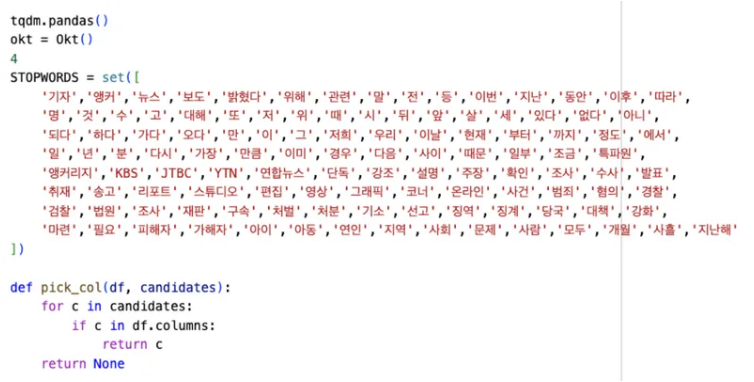 tqdm.pandas()
okt = Okt()
4
STOPWORDS = set([
    '기자','앵커','뉴스','보도','밝혔다','위해','관련','말','전','등','이번','지난','동안','이후','따라',
    '명','것','수','고','대해','또','저','위','때','시','뒤','앞','살','세','있다','없다','아니',
    '되다','하다','가다','오다','만','이','그','저희','우리','이날','현재','부터','까지','정도','에서',
    '일','년','분','다시','가장','만큼','이미','경우','다음','사이','때문','일부','조금','특파원',
    '앵커리지','KBS','JTBC','YTN','연합뉴스','단독','강조','설명','주장','확인','조사','수사','발표',
    '취재','송고','리포트','스튜디오','편집','영상','그래픽','코너','온라인','사건','범죄','혐의','경찰',
    '검찰','법원','조사','재판','구속','처벌','처분','기소','선고','징역','징계','당국','대책','강화',
    '마련','필요','피해자','가해자','아이','아동','연인','지역','사회','문제','사람','모두','개월','사흘','지난해'
])
def pick_col(df, candidates):
    for c in candidates:
        if c in df.columns:
            return c
    return None